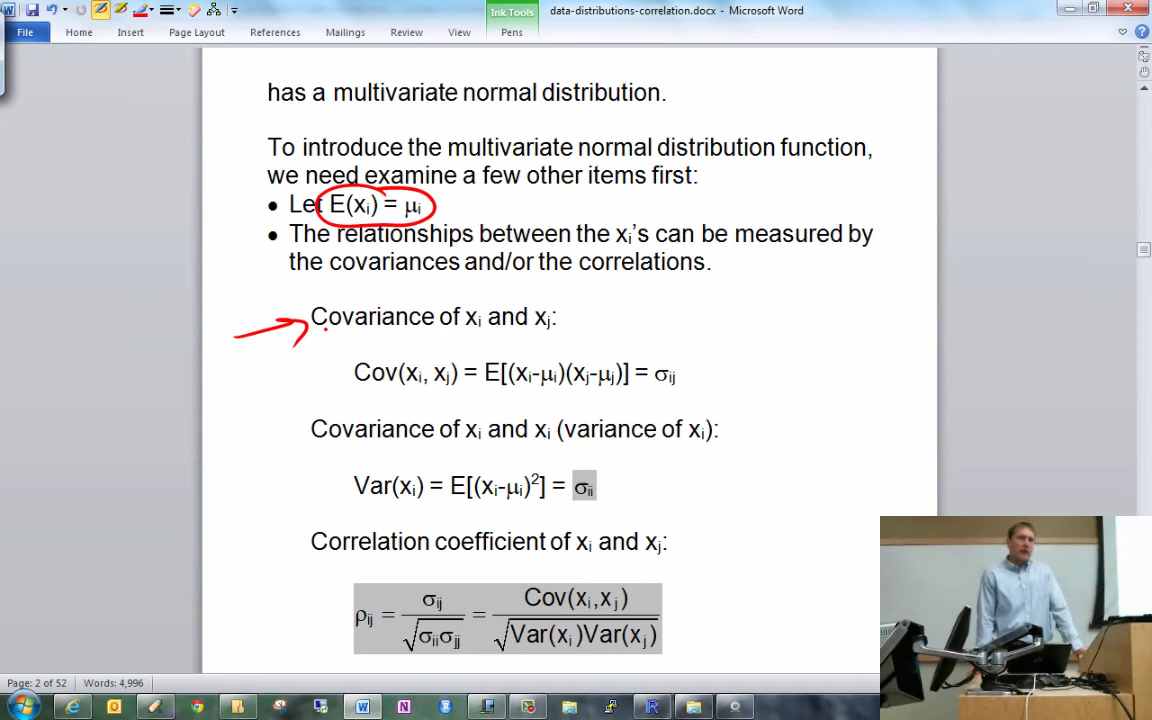 Ink Tools
data-distributions-correlation.docx - Microsoft Word
File Home Insert Page Layout References Mailings Review View Pens
has a multivariate normal distribution.
To introduce the multivariate normal distribution function,
we need examine a few other items first:
• Let E(xᵢ) = μᵢ
• The relationships between the xᵢ's can be measured by
the covariances and/or the correlations.
Covariance of xᵢ and xⱼ:
Cov(xᵢ, xⱼ) = E[(xᵢ-μᵢ)(xⱼ-μⱼ)] = σᵢⱼ
Covariance of xᵢ and xᵢ (variance of xᵢ):
Var(xᵢ) = E[(xᵢ-μᵢ)²] = σᵢᵢ
Correlation coefficient of xᵢ and xⱼ:
ρᵢⱼ = σᵢⱼ / √(σᵢᵢσⱼⱼ) = Cov(xᵢ,xⱼ) / √(Var(xᵢ)Var(xⱼ))
Page: 2 of 52 Words: 4,996